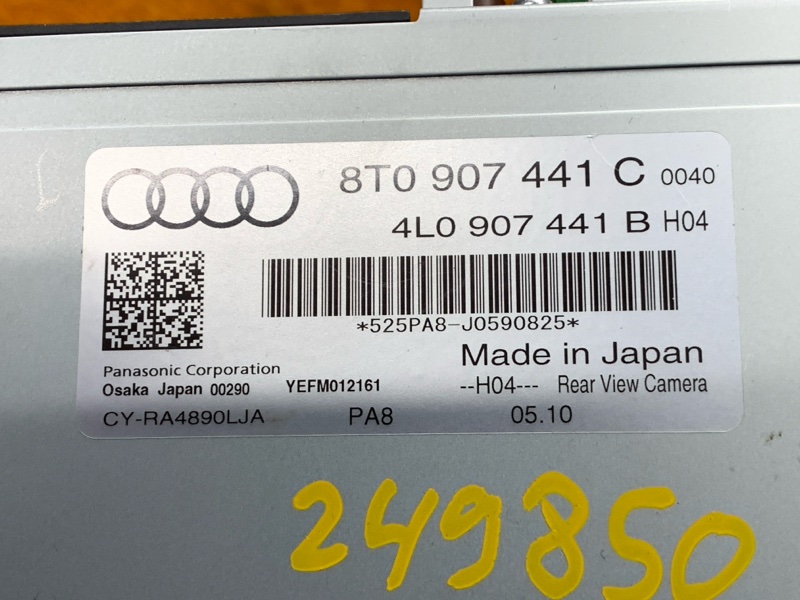 8T0 907 441 C 0040
4L0 907 441 B H04
*525PA8-J0590825*
Made in Japan
Panasonic Corporation
Osaka Japan 00290 YEFM012161 --H04--- Rear View Camera
CY-RA4890LJA PA8 05.10
249850